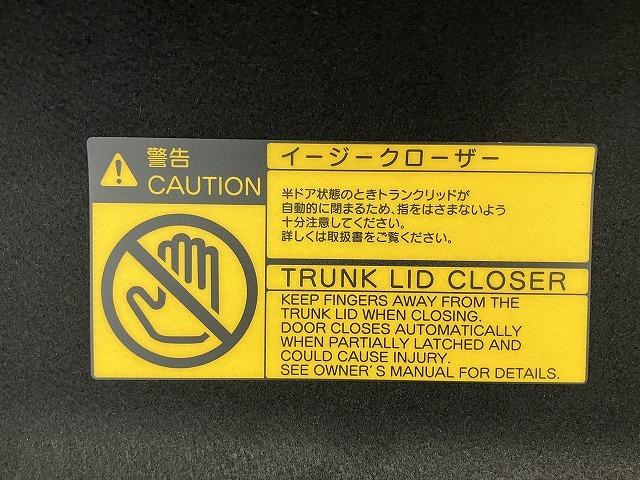 警告
CAUTION
イージークローザー
半ドア状態のときトランクリッドが
自動的に閉まるため、指をはさまないよう
十分注意してください。
詳しくは取扱書をご覧ください。
TRUNK LID CLOSER
KEEP FINGERS AWAY FROM THE
TRUNK LID WHEN CLOSING.
DOOR CLOSES AUTOMATICALLY
WHEN PARTIALLY LATCHED AND
COULD CAUSE INJURY.
SEE OWNER'S MANUAL FOR DETAILS.